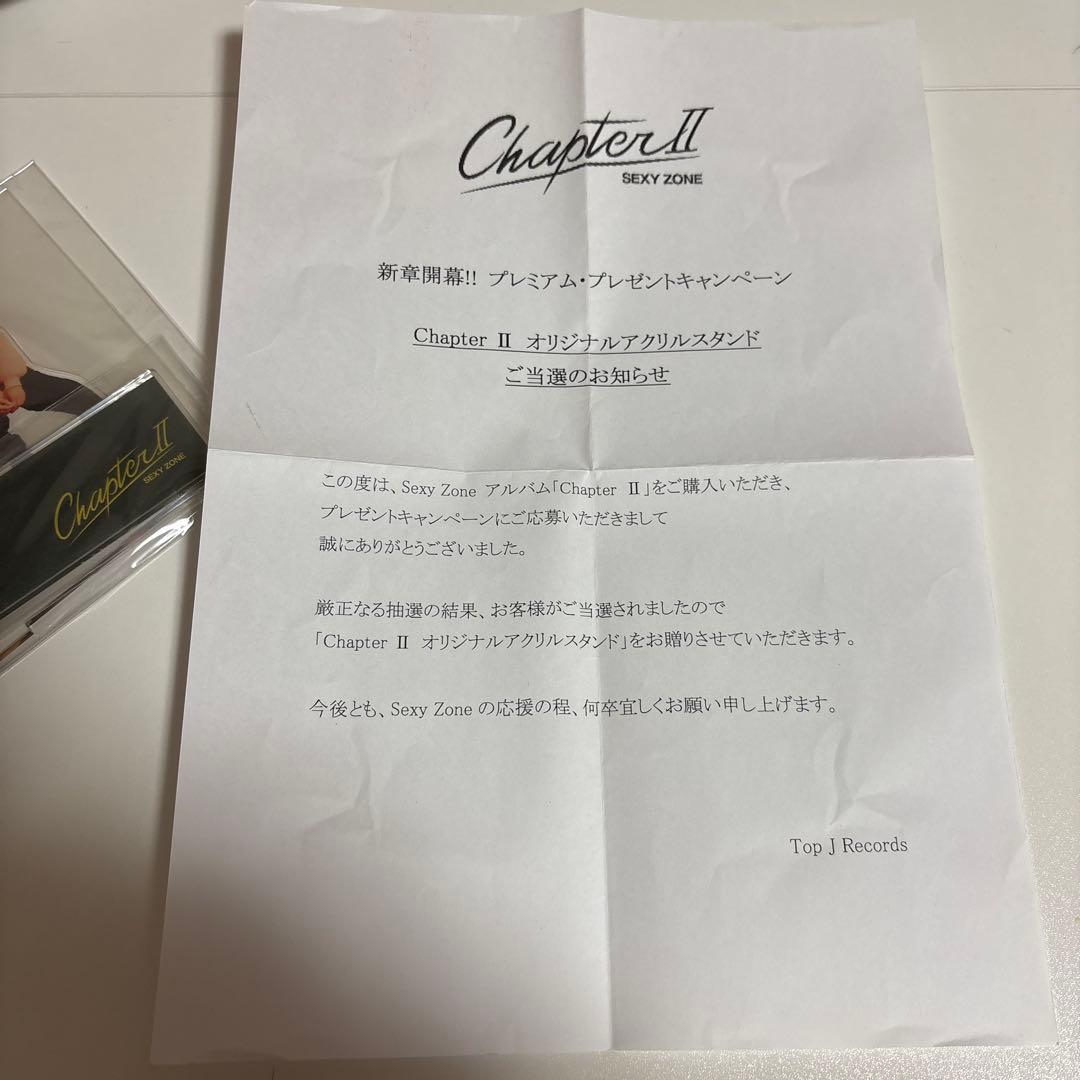 Chapter II
SEXY ZONE
新章開幕!! プレミアム・プレゼントキャンペーン
Chapter Ⅱ オリジナルアクリルスタンド
ご当選のお知らせ
この度は、Sexy Zone アルバム「Chapter Ⅱ」をご購入いただき、
プレゼントキャンペーンにご応募いただきまして
誠にありがとうございました。
厳正なる抽選の結果、お客様がご当選されましたので
「Chapter Ⅱ オリジナルアクリルスタンド」をお贈りさせていただきます。
今後とも、Sexy Zone の応援の程、何卒宜しくお願い申し上げます。
Top J Records
Chapter II
SEXY ZONE